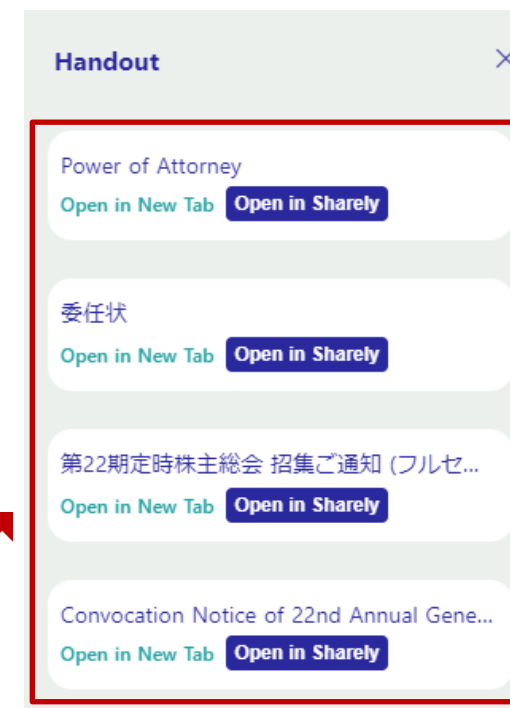 Handout
Power of Attorney
Open in New Tab Open in Sharely
委任状
Open in New Tab Open in Sharely
第22期定時株主総会 招集ご通知 (フルセ...
Open in New Tab Open in Sharely
Convocation Notice of 22nd Annual Gene...
Open in New Tab Open in Sharely